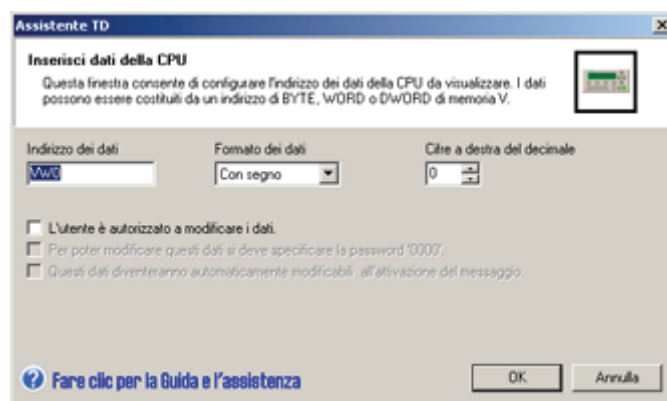 Assistente TD
Inserisci dati della CPU
Questa finestra consente di configurare l'indirizzo dei dati della CPU da visualizzare. I dati
possono essere costituiti da un indirizzo di BYTE, WORD o DWORD di memoria V.
Indirizzo dei dati Formato dei dati Cifre a destra del decimale
VW0 Con segno 0
L'utente è autorizzato a modificare i dati.
Per poter modificare questi dati si deve specificare la password '0000'.
Questi dati diventeranno automaticamente modificabili all'attivazione del messaggio.
Fare clic per la Guida e l'assistenza OK Annulla